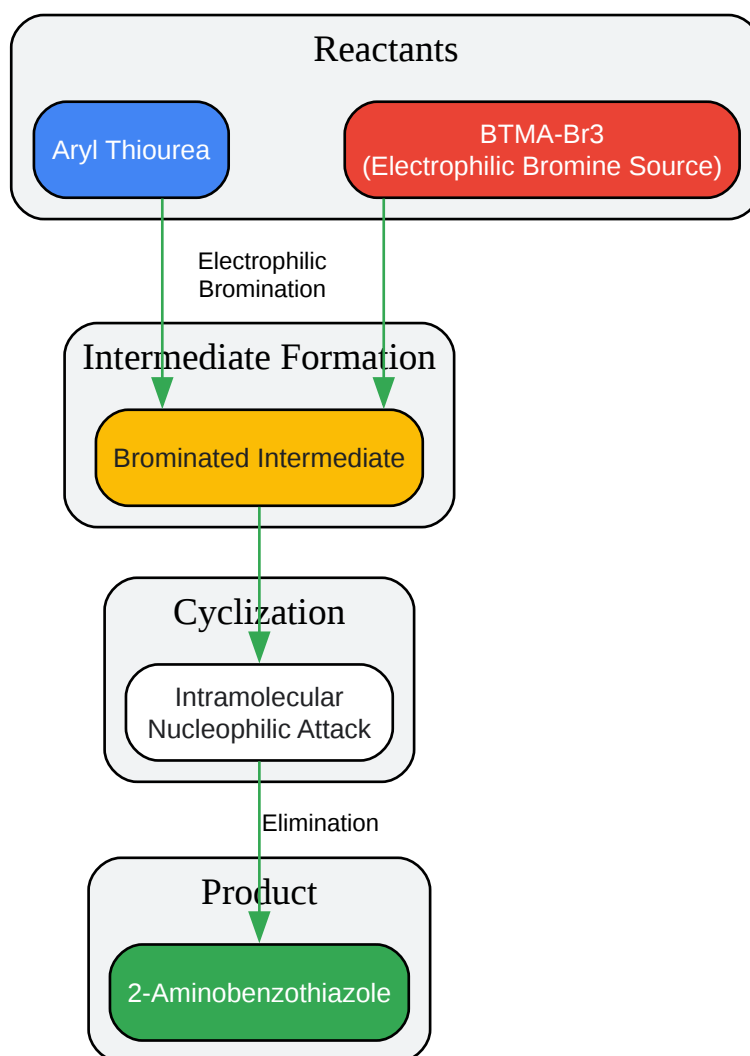 Reactants
Aryl Thiourea
BTMA-Br3
(Electrophilic Bromine Source)
Electrophilic
Bromination
Intermediate Formation
Brominated Intermediate
Cyclization
Intramolecular
Nucleophilic Attack
Elimination
Product
2-Aminobenzothiazole